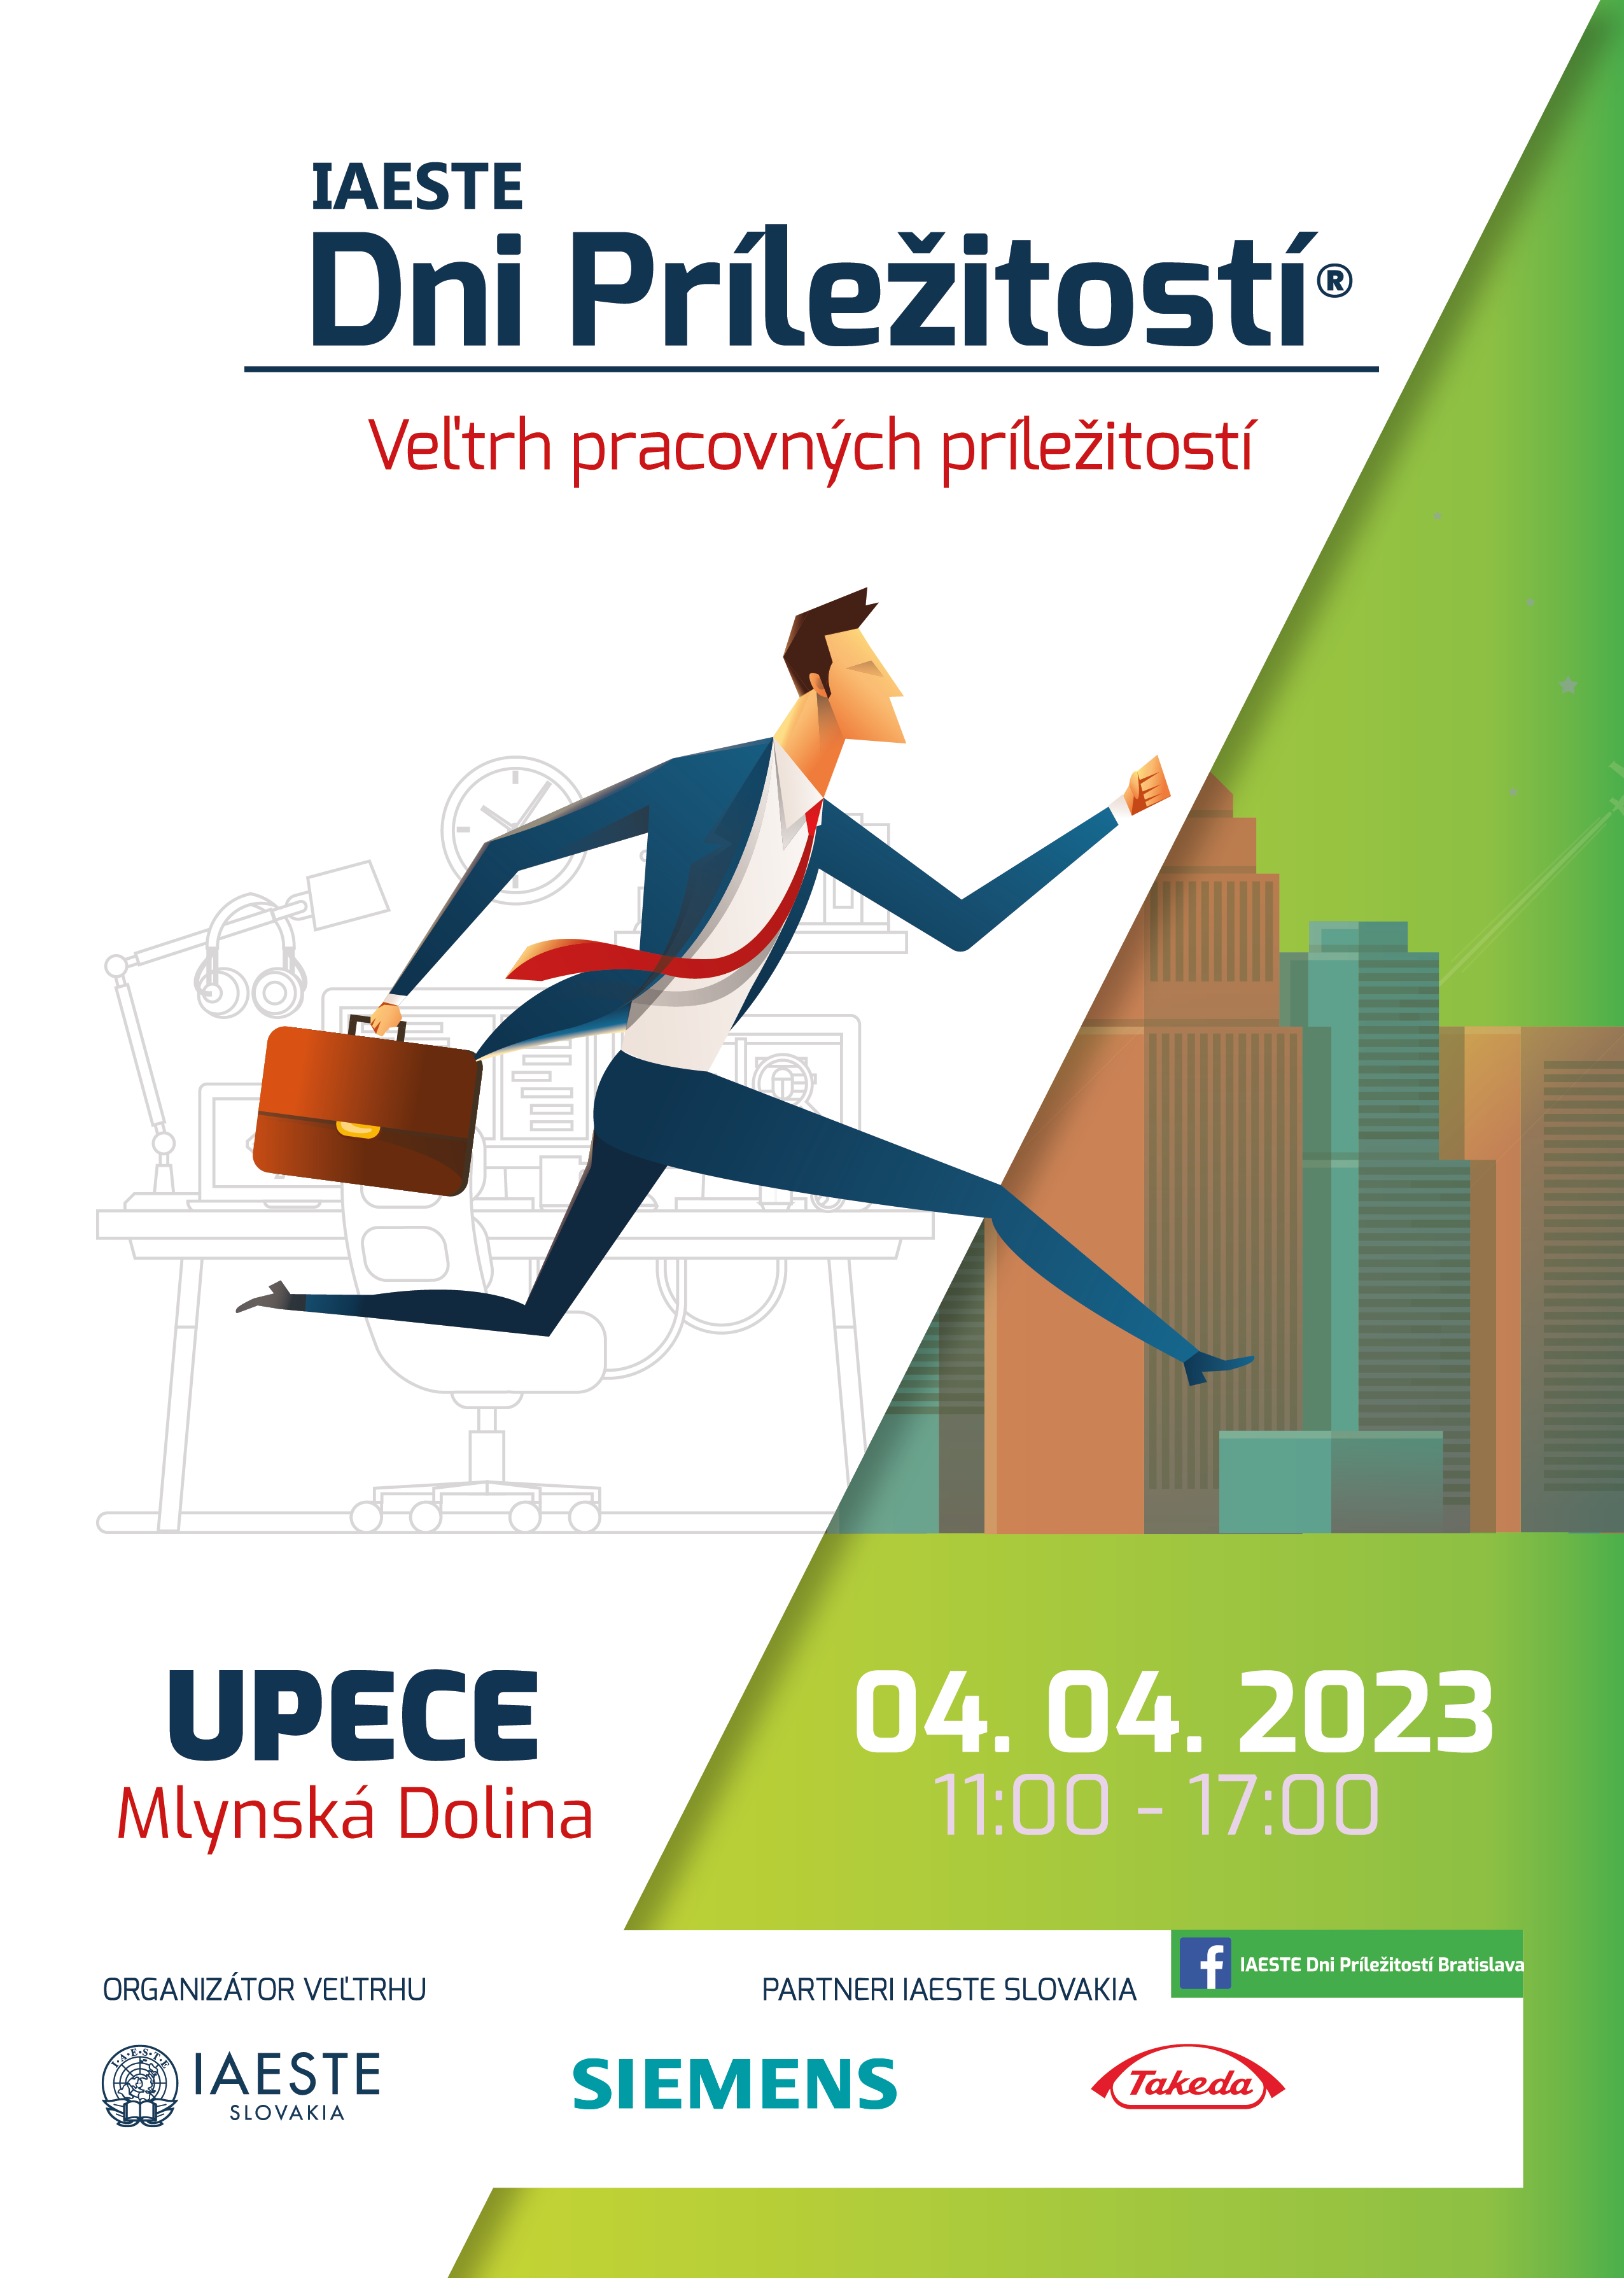 IAESTE
Dni Príležitostí®
Veľtrh pracovných príležitostí
UPECE
Mlynská Dolina
04. 04. 2023
11:00 - 17:00
IAESTE Dni Príležitostí Bratislava
ORGANIZÁTOR VEĽTRHU
PARTNERI IAESTE SLOVAKIA
I·A·E·S·T·E
IAESTE
SLOVAKIA
SIEMENS
Takeda